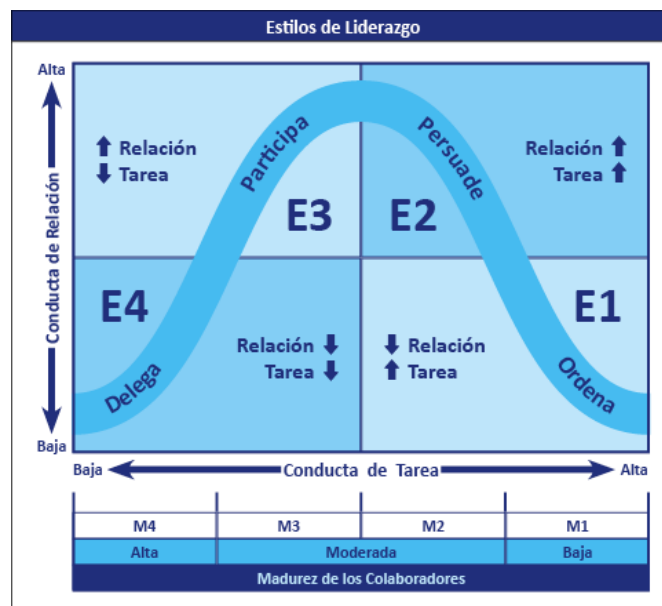 Estilos de Liderazgo
Alta
Conducta de Relación
Baja
Relación
Tarea
Participa
E3
Persuade
E2
Relación
Tarea
E4
Delega
Relación
Tarea
Relación
Tarea
E1
Ordena
Baja
Conducta de Tarea
Alta
M4 M3 M2 M1
Alta Moderada Baja
Madurez de los Colaboradores